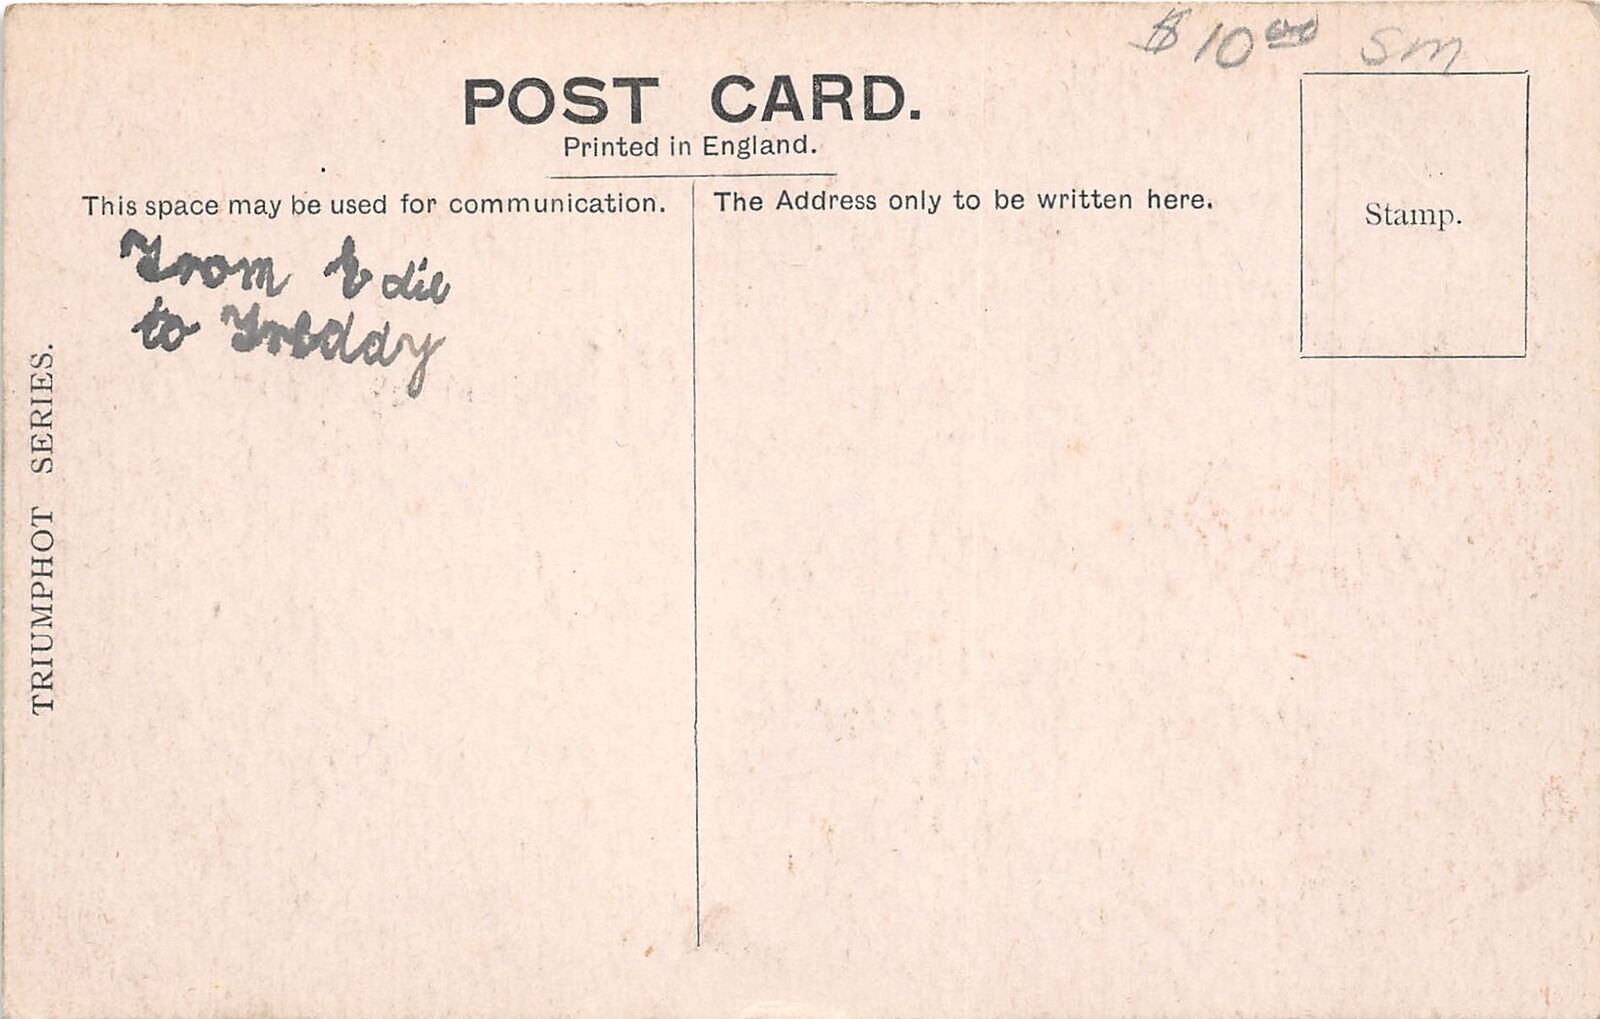 $10.00 SM
POST CARD.
Printed in England.
This space may be used for communication.
The Address only to be written here.
Stamp.
From Edie
to Freddy
TRIUMPHOT SERIES.